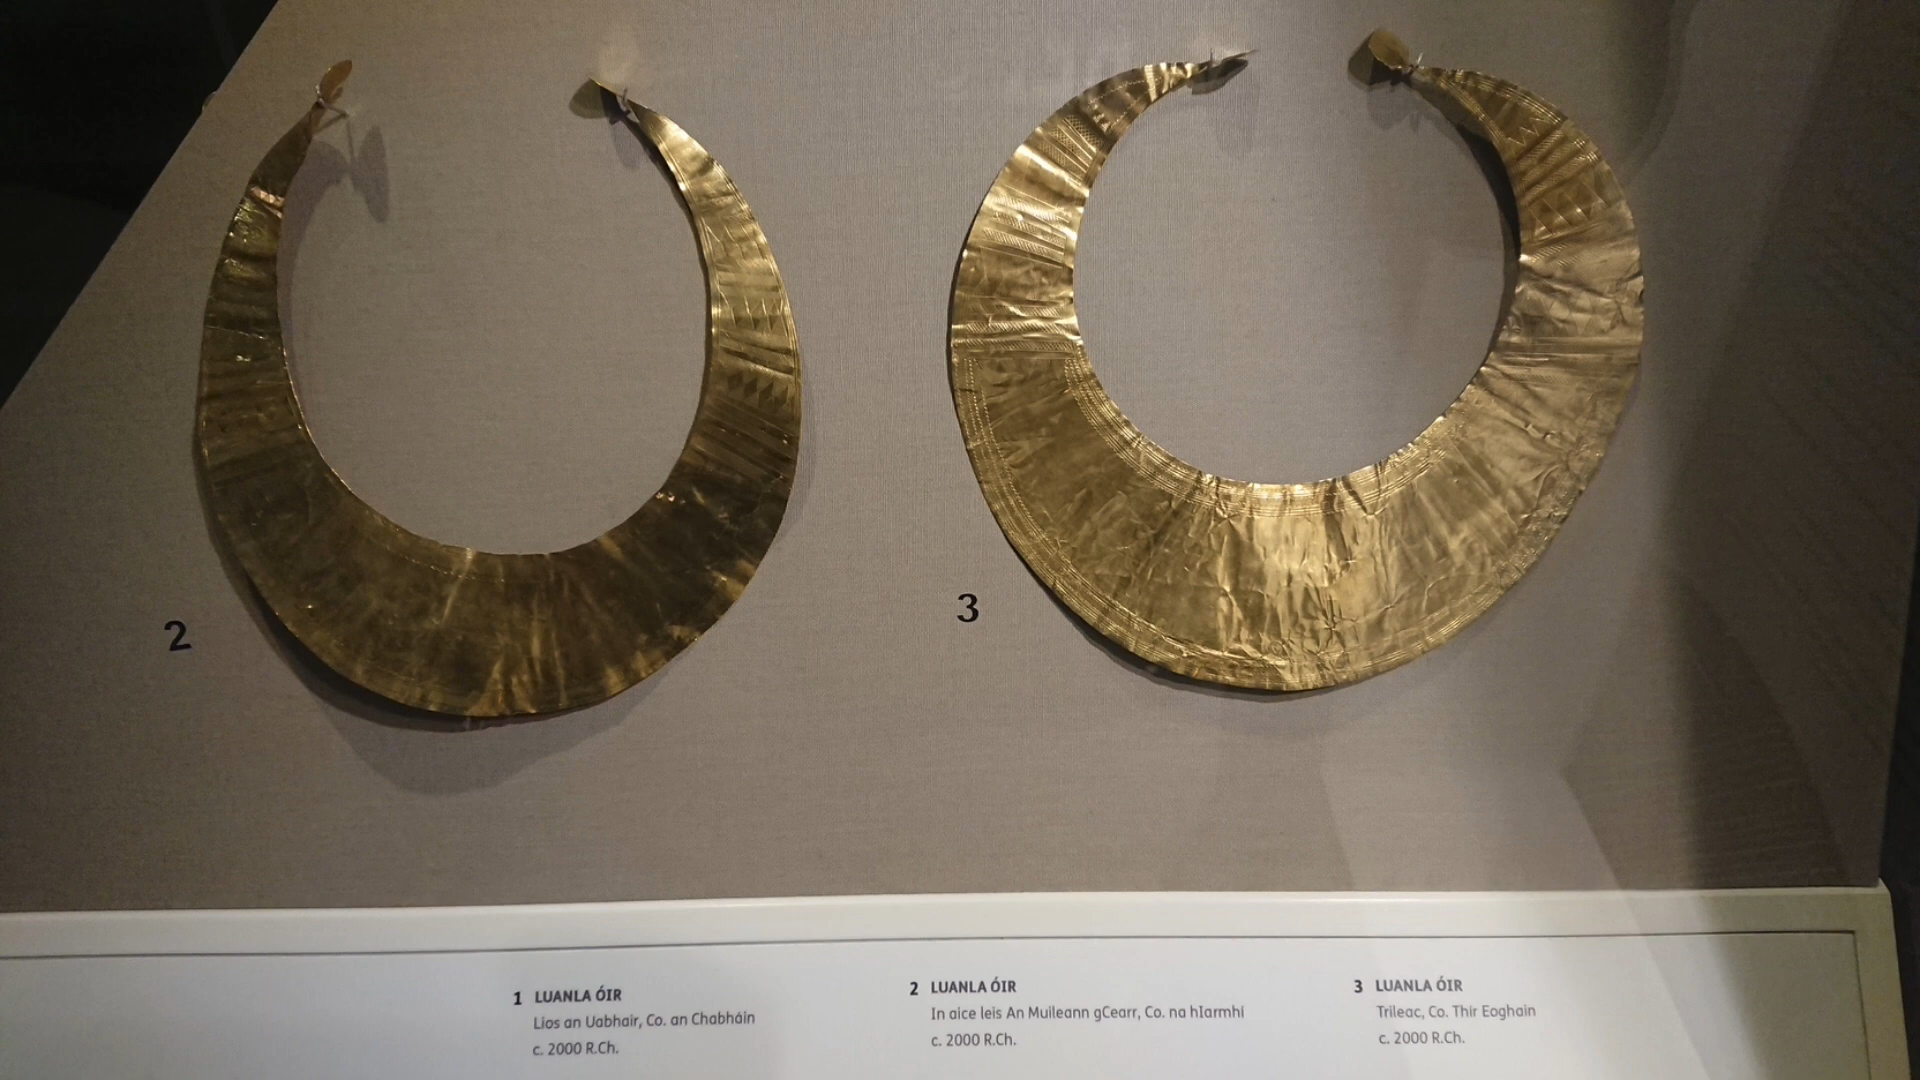 2
3
1 LUANLA ÓIR
Lios an Uabhair, Co. an Chabháin
c. 2000 R.Ch.
2 LUANLA ÓIR
In aice leis An Muileann gCearr, Co. na hIarmhí
c. 2000 R.Ch.
3 LUANLA ÓIR
Trileac, Co. Thír Eoghain
c. 2000 R.Ch.